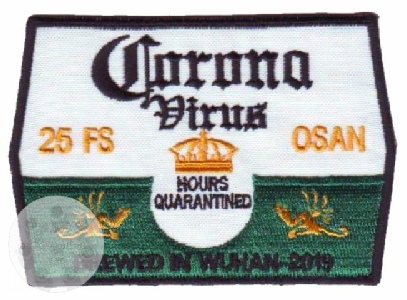 Corona
Virus
25 FS OSAN
HOURS
QUARANTINED
BREWED IN WUHAN 2019